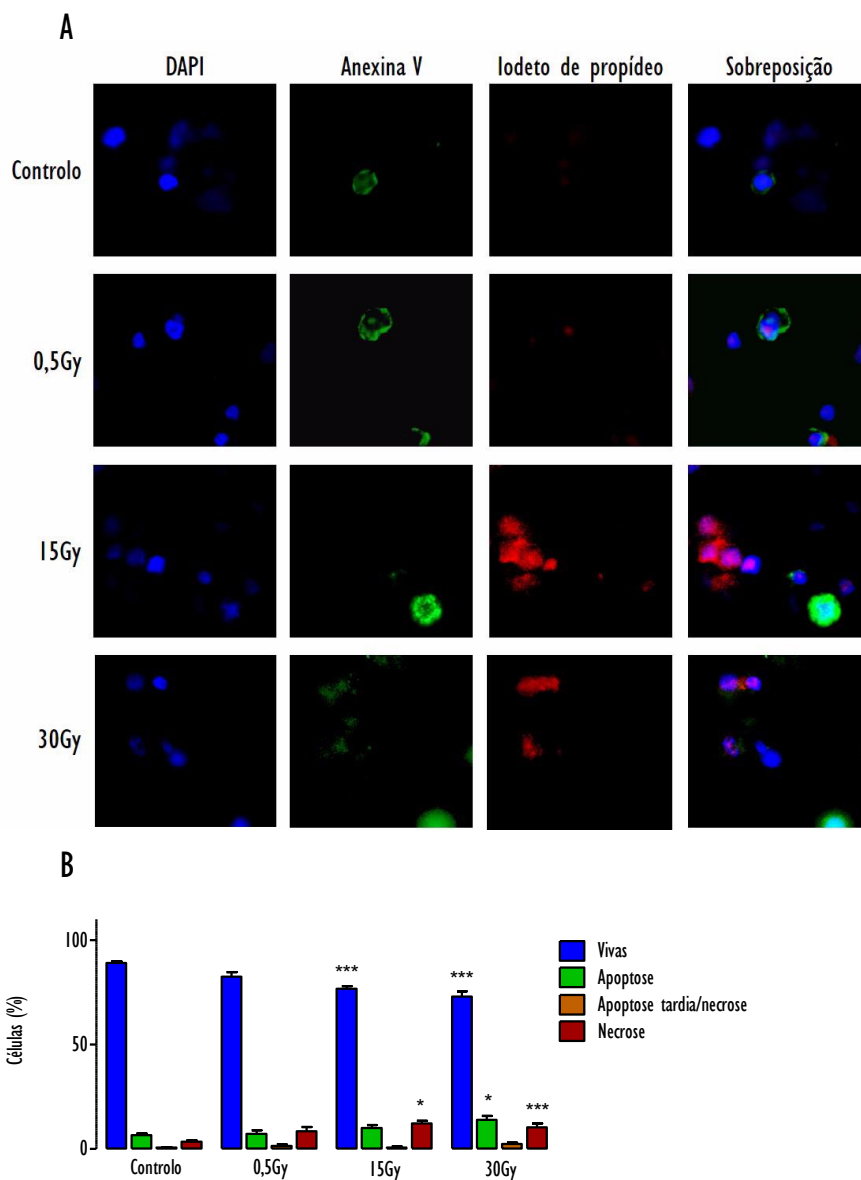 A
DAPI Anexina V Iodeto de propídeo Sobreposição
Controlo
0,5Gy
15Gy
30Gy
B
Células (%)
100
50
0
*** ***
* * ***
Controlo 0,5Gy 15Gy 30Gy
Vivas
Apoptose
Apoptose tardia/necrose
Necrose